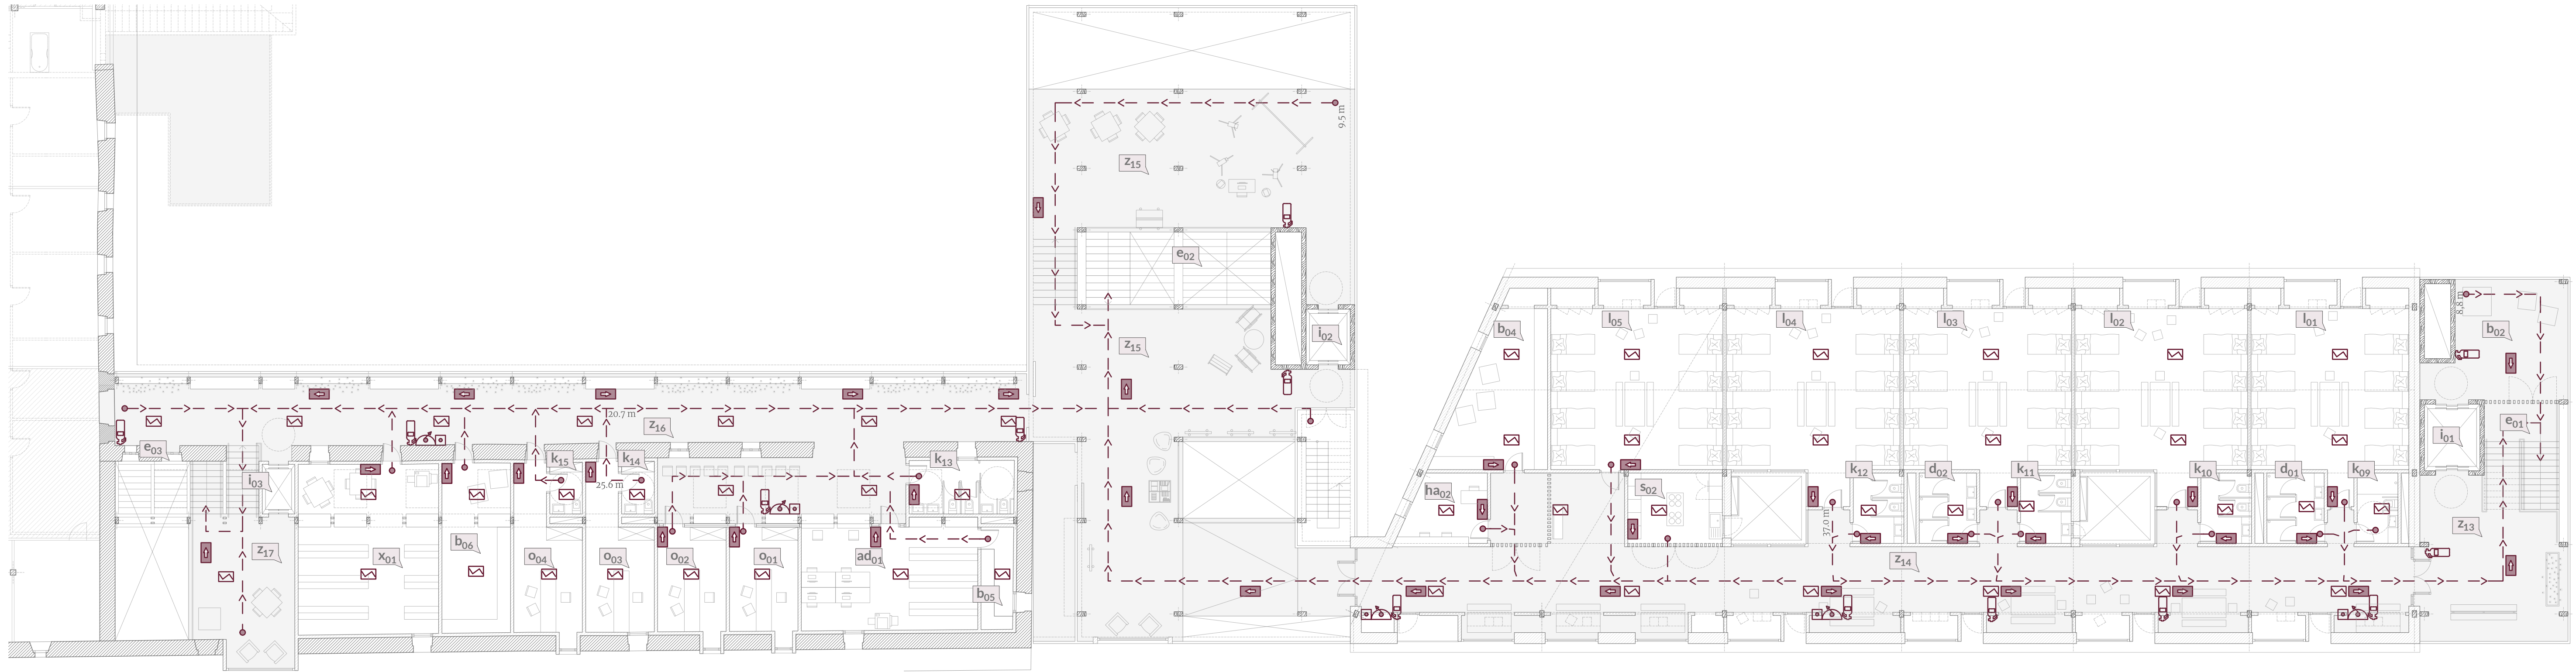 9.5 m
z15
e02
i02
z15
b04
l05
l04
l03
l02
l01
8.8 m
b02
e01
i01
20.7 m
z16
e03
k15
k14
k13
i03
25.6 m
ha02
s02
k12
d02
k11
k10
d01
k09
37.0 m
z13
z17
x01
b06
o04
o03
o02
o01
ad01
b05
z14